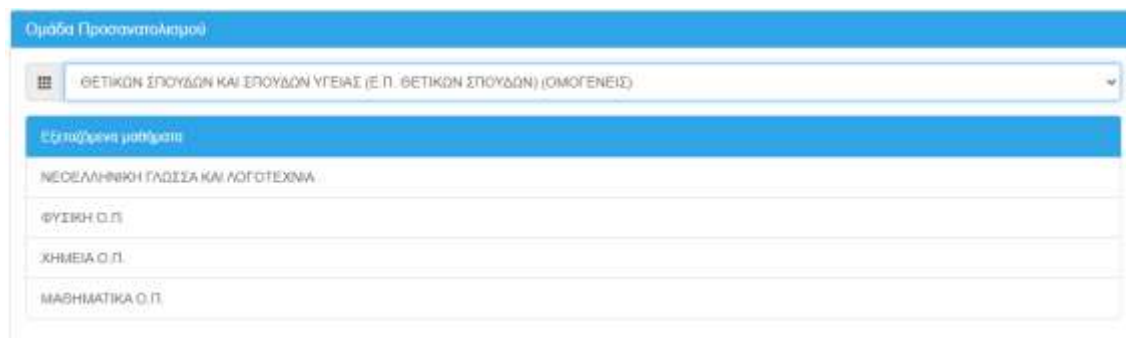 Ομάδα Προσανατολισμού
ΘΕΤΙΚΩΝ ΣΠΟΥΔΩΝ ΚΑΙ ΣΠΟΥΔΩΝ ΥΓΕΙΑΣ (Ε.Π. ΘΕΤΙΚΩΝ ΣΠΟΥΔΩΝ) (ΟΜΟΓΕΝΕΙΣ)
Εξεταζόμενα μαθήματα
ΝΕΟΕΛΛΗΝΙΚΗ ΓΛΩΣΣΑ ΚΑΙ ΛΟΓΟΤΕΧΝΙΑ
ΦΥΣΙΚΗ Ο.Π.
ΧΗΜΕΙΑ Ο.Π.
ΜΑΘΗΜΑΤΙΚΑ Ο.Π.